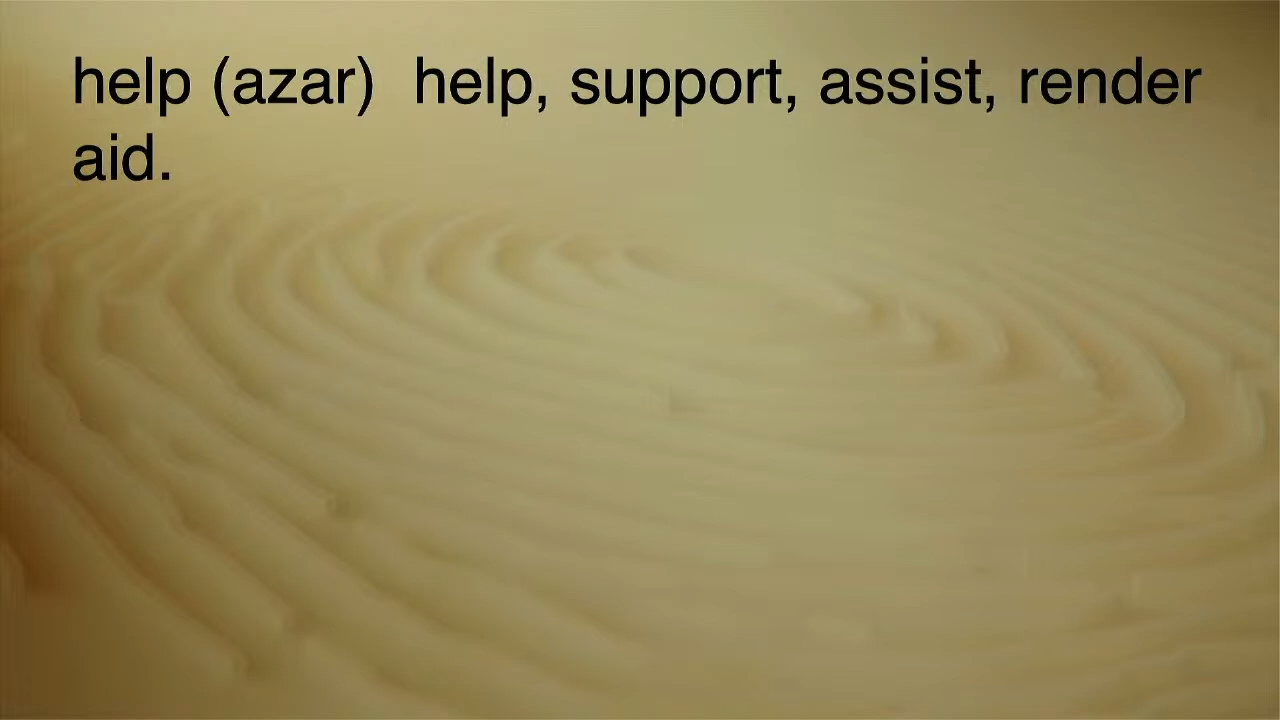 help (azar)  help, support, assist, render
aid.